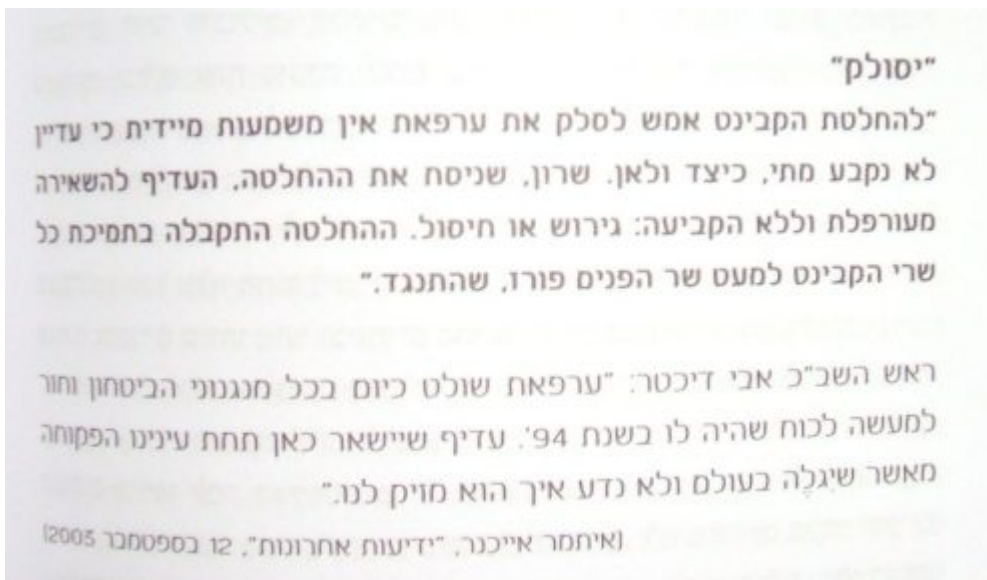 "יסולק"
"להחלטת הקבינט אמש לסלק את ערפאת אין משמעות מיידית כי עדיין
לא נקבע מתי, כיצד ולאן. שרון, שניסח את ההחלטה, העדיף להשאירה
מעורפלת וללא הקביעה: גירוש או חיסול. ההחלטה התקבלה בתמיכת כל
שרי הקבינט למעט שר הפנים פורז, שהתנגד."
ראש השב"כ אבי דיכטר: "ערפאת שולט כיום בכל מנגנוני הביטחון וחזר
למעשה לכוח שהיה לו בשנת 94'. עדיף שיישאר כאן תחת עינינו הפקוחה
מאשר שיגלֶה בעולם ולא נדע איך הוא מזיק לנו."
(איתמר אייכנר, "ידיעות אחרונות", 12 בספטמבר 2003)